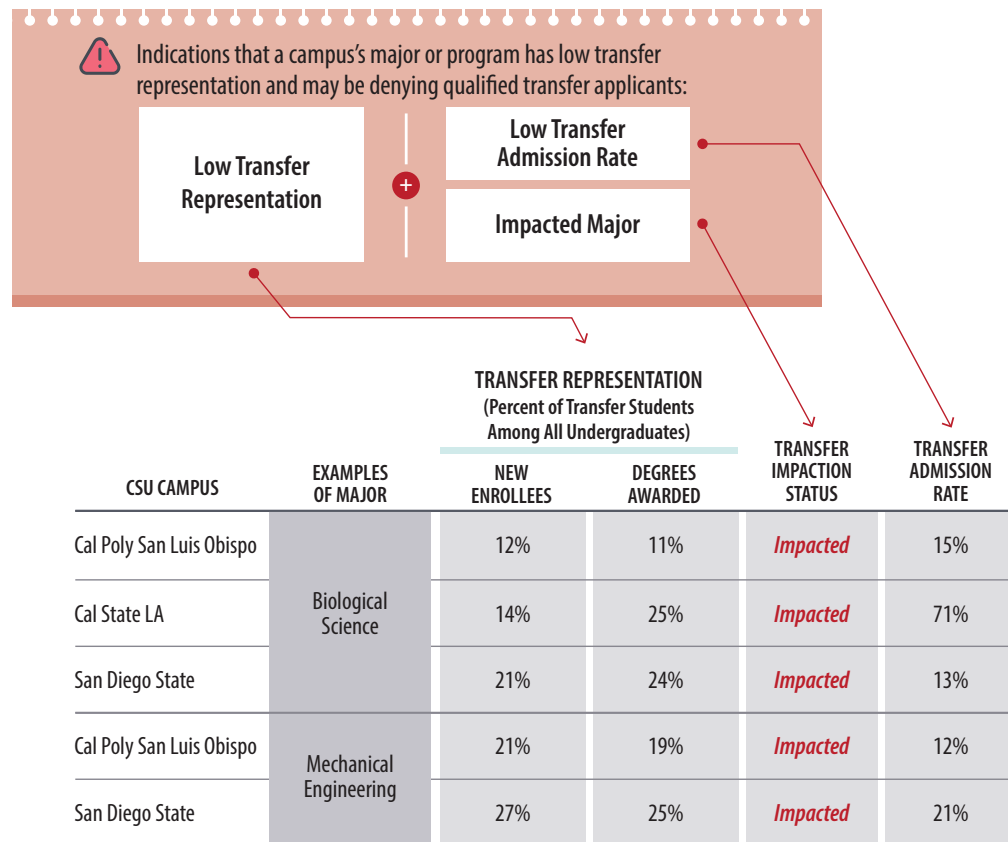 Indications that a campus’s major or program has low transfer
representation and may be denying qualified transfer applicants:
Low Transfer
Representation
+
Low Transfer
Admission Rate
Impacted Major
TRANSFER REPRESENTATION
(Percent of Transfer Students
Among All Undergraduates)
CSU CAMPUS
EXAMPLES
OF MAJOR
NEW
ENROLLEES
DEGREES
AWARDED
TRANSFER
IMPACTION
STATUS
TRANSFER
ADMISSION
RATE
Cal Poly San Luis Obispo 12% 11% Impacted 15%
Biological
Science
Cal State LA 14% 25% Impacted 71%
San Diego State 21% 24% Impacted 13%
Cal Poly San Luis Obispo 21% 19% Impacted 12%
Mechanical
Engineering
San Diego State 27% 25% Impacted 21%